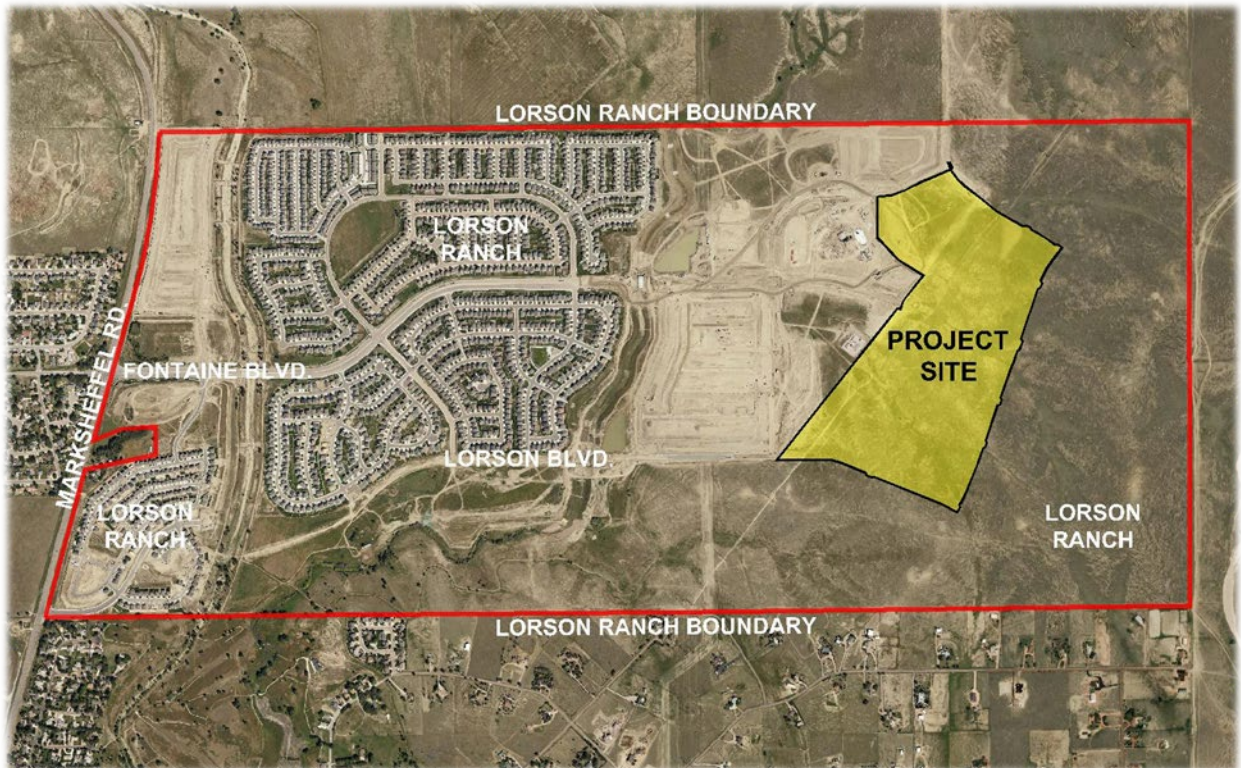 LORSON RANCH BOUNDARY
LORSON
RANCH
PROJECT
SITE
MARKSHEFFEL RD.
FONTAINE BLVD.
LORSON BLVD.
LORSON
RANCH
LORSON
RANCH
LORSON RANCH BOUNDARY